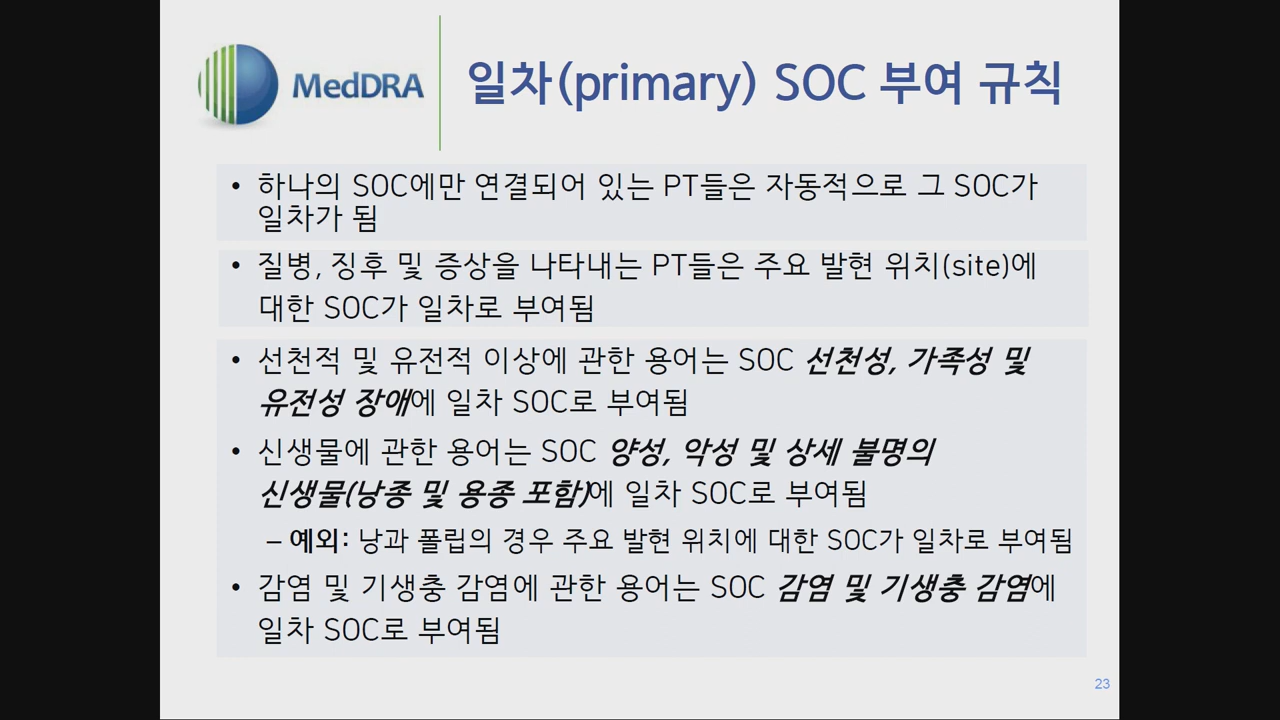 MedDRA
일차(primary) SOC 부여 규칙
• 하나의 SOC에만 연결되어 있는 PT들은 자동적으로 그 SOC가
일차가 됨
• 질병, 징후 및 증상을 나타내는 PT들은 주요 발현 위치(site)에
대한 SOC가 일차로 부여됨
• 선천적 및 유전적 이상에 관한 용어는 SOC 선천성, 가족성 및
유전성 장애에 일차 SOC로 부여됨
• 신생물에 관한 용어는 SOC 양성, 악성 및 상세 불명의
신생물(낭종 및 용종 포함)에 일차 SOC로 부여됨
– 예외: 낭과 폴립의 경우 주요 발현 위치에 대한 SOC가 일차로 부여됨
• 감염 및 기생충 감염에 관한 용어는 SOC 감염 및 기생충 감염에
일차 SOC로 부여됨
23